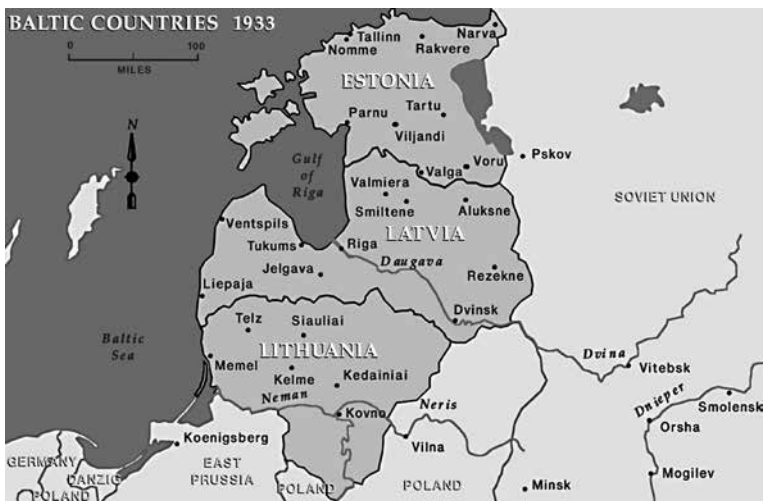 BALTIC COUNTRIES 1933
0 100
MILES
N
Tallinn
Nomme
Rakvere
Narva
ESTONIA
Parnu
Tartu
Viljandi
Gulf
of
Riga
Valga
Voru
Pskov
Valmiera
Smiltene
Aluksne
SOVIET UNION
Ventspils
Tukums
Riga
LATVIA
Daugava
Jelgava
Rezekne
Liepaja
Dvinsk
Telz
Siauliai
Baltic
Sea
LITHUANIA
Memel
Kelme
Kedainiai
Dvina
Vitebsk
Neman
Kovno
Neris
Dnieper
Smolensk
Orsha
Koenigsberg
Vilna
GERMANY
DANZIG
POLAND
EAST
PRUSSIA
POLAND
POLAND
Minsk
Mogilev